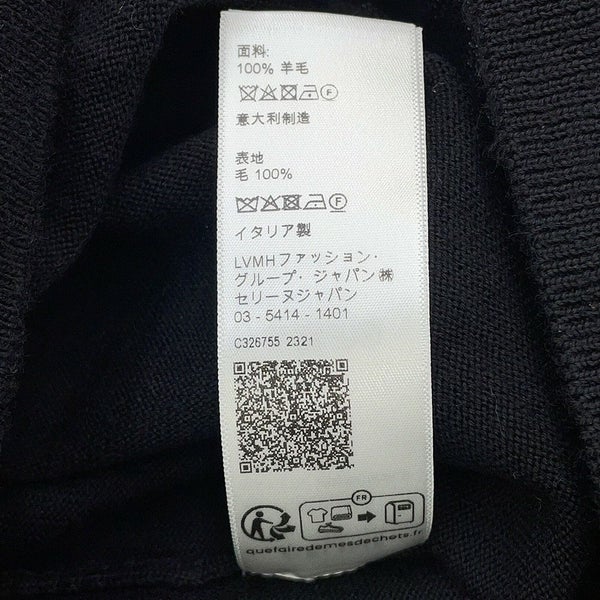 面料:
100% 羊毛
F
意大利制造
表地
毛 100%
F
イタリア製
LVMHファッション・
グループ・ジャパン㈱
セリーヌジャパン
03 - 5414 - 1401
C326755 2321
FR
quefairedemesdechets.fr